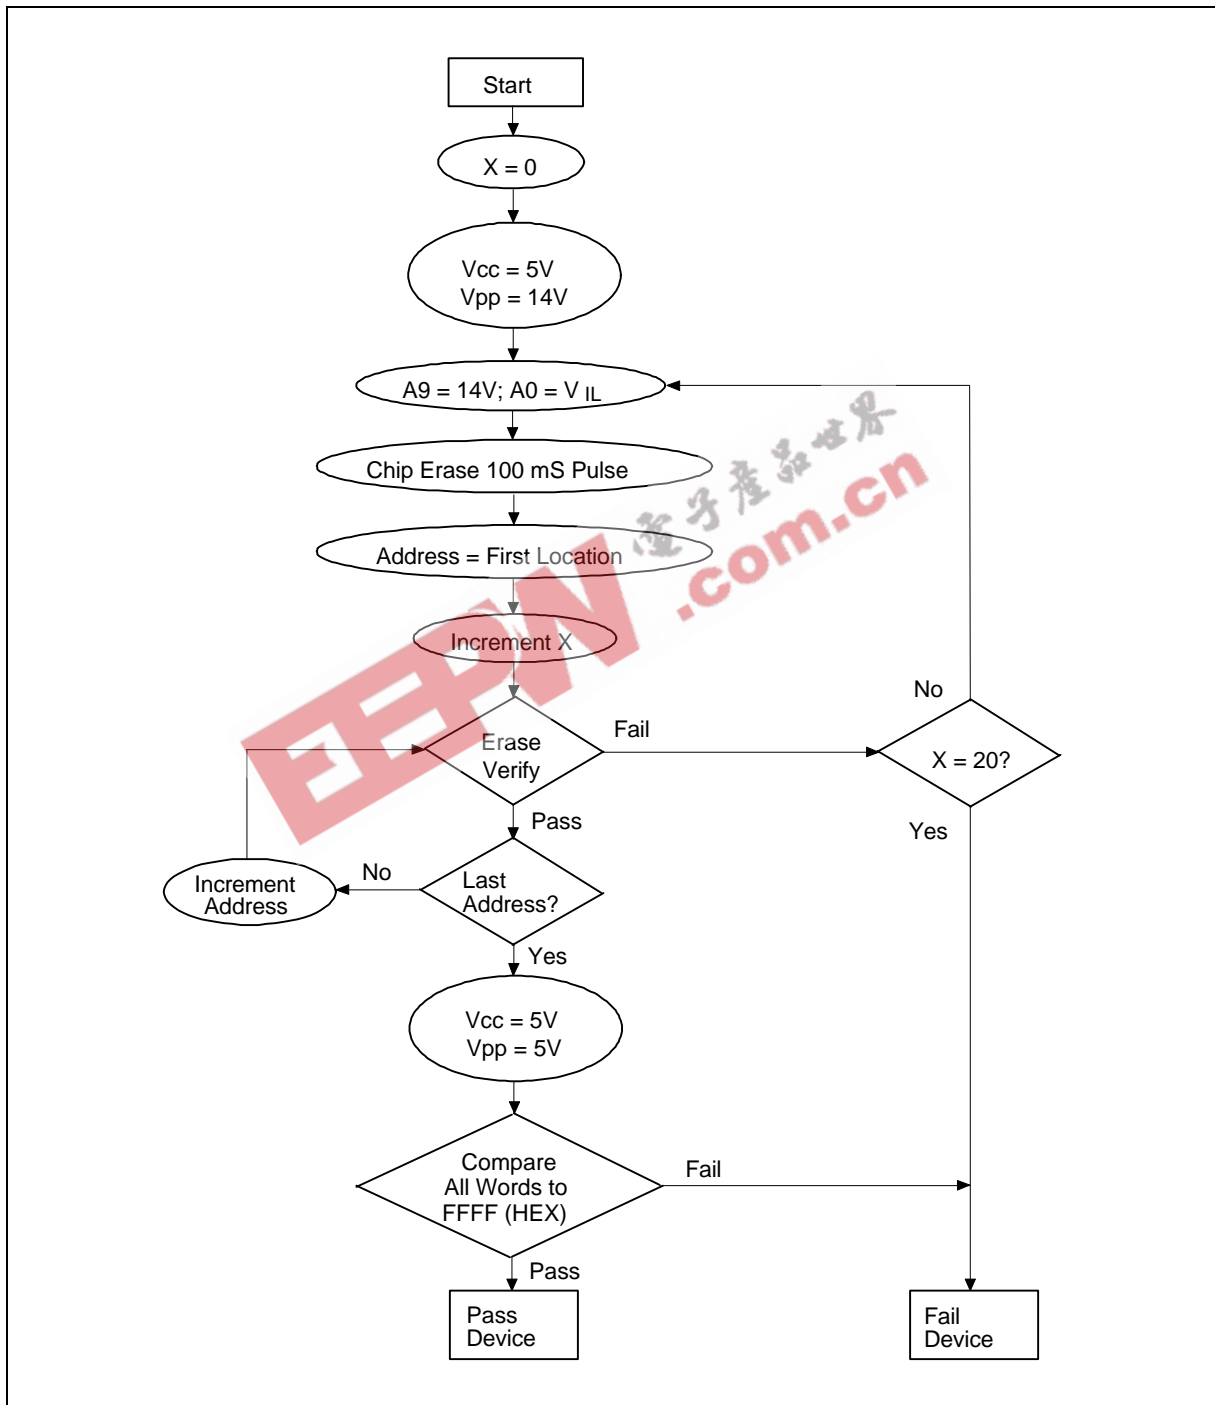 Start
X = 0
Vcc = 5V
Vpp = 14V
A9 = 14V; A0 = V IL
Chip Erase 100 mS Pulse
Address = First Location
Increment X
Erase
Verify
Fail
No
X = 20?
Yes
Pass
Last
Address?
No
Increment
Address
Yes
Vcc = 5V
Vpp = 5V
Compare
All Words to
FFFF (HEX)
Fail
Pass
Pass
Device
Fail
Device
EEPW
電子產品世界
.com.cn